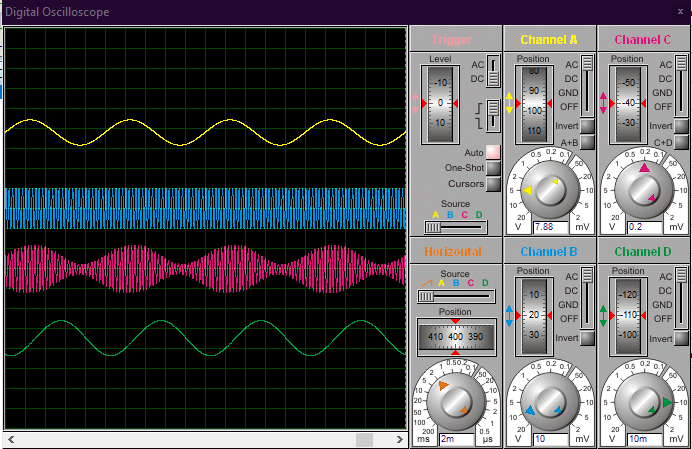 Digital Oscilloscope x
Trigger
Level
-10
0
10
AC
DC
Auto
One-Shot
Cursors
Source
A B C D
Channel A
Position
80
90
100
110
AC
DC
GND
OFF
Invert
A+B
0.2
0.1
0.5
1
2
5
10
20
50
20
10
5
2
V 7.88 mV
Channel C
Position
-50
-40
-30
AC
DC
GND
OFF
Invert
C+D
0.2
0.1
0.5
1
2
5
10
20
50
20
10
5
2
V 0.2 mV
Horizontal
Source
A B C D
Position
410 400 390
0.50
1
2
5
10
20
50
100
200
0.2
0.1
50
20
10
5
2
1
0.5
ms 2m µs
Channel B
Position
10
20
30
AC
DC
GND
OFF
Invert
0.2
0.1
0.5
1
2
5
10
20
50
20
10
5
2
V 10 mV
Channel D
Position
-120
-110
-100
AC
DC
GND
OFF
Invert
0.2
0.1
0.5
1
2
5
10
20
50
20
10
5
2
V 10m mV
< >